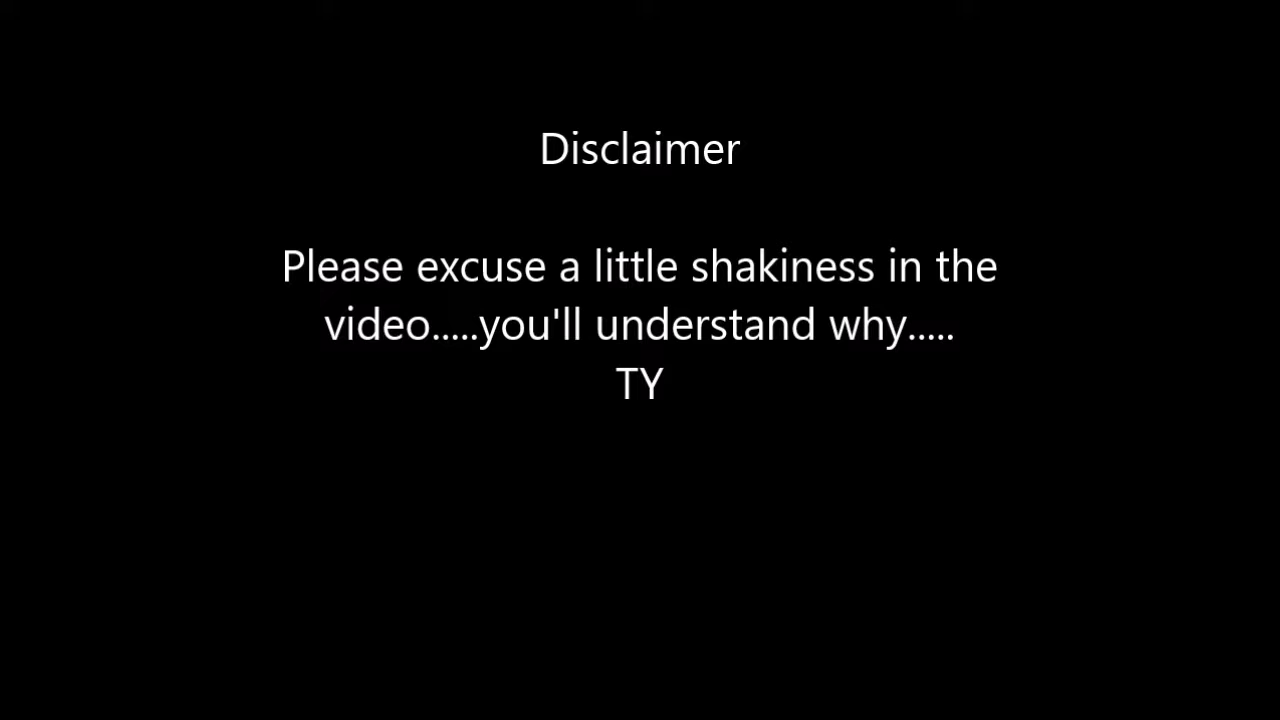 Disclaimer
Please excuse a little shakiness in the
video.....you'll understand why.....
TY